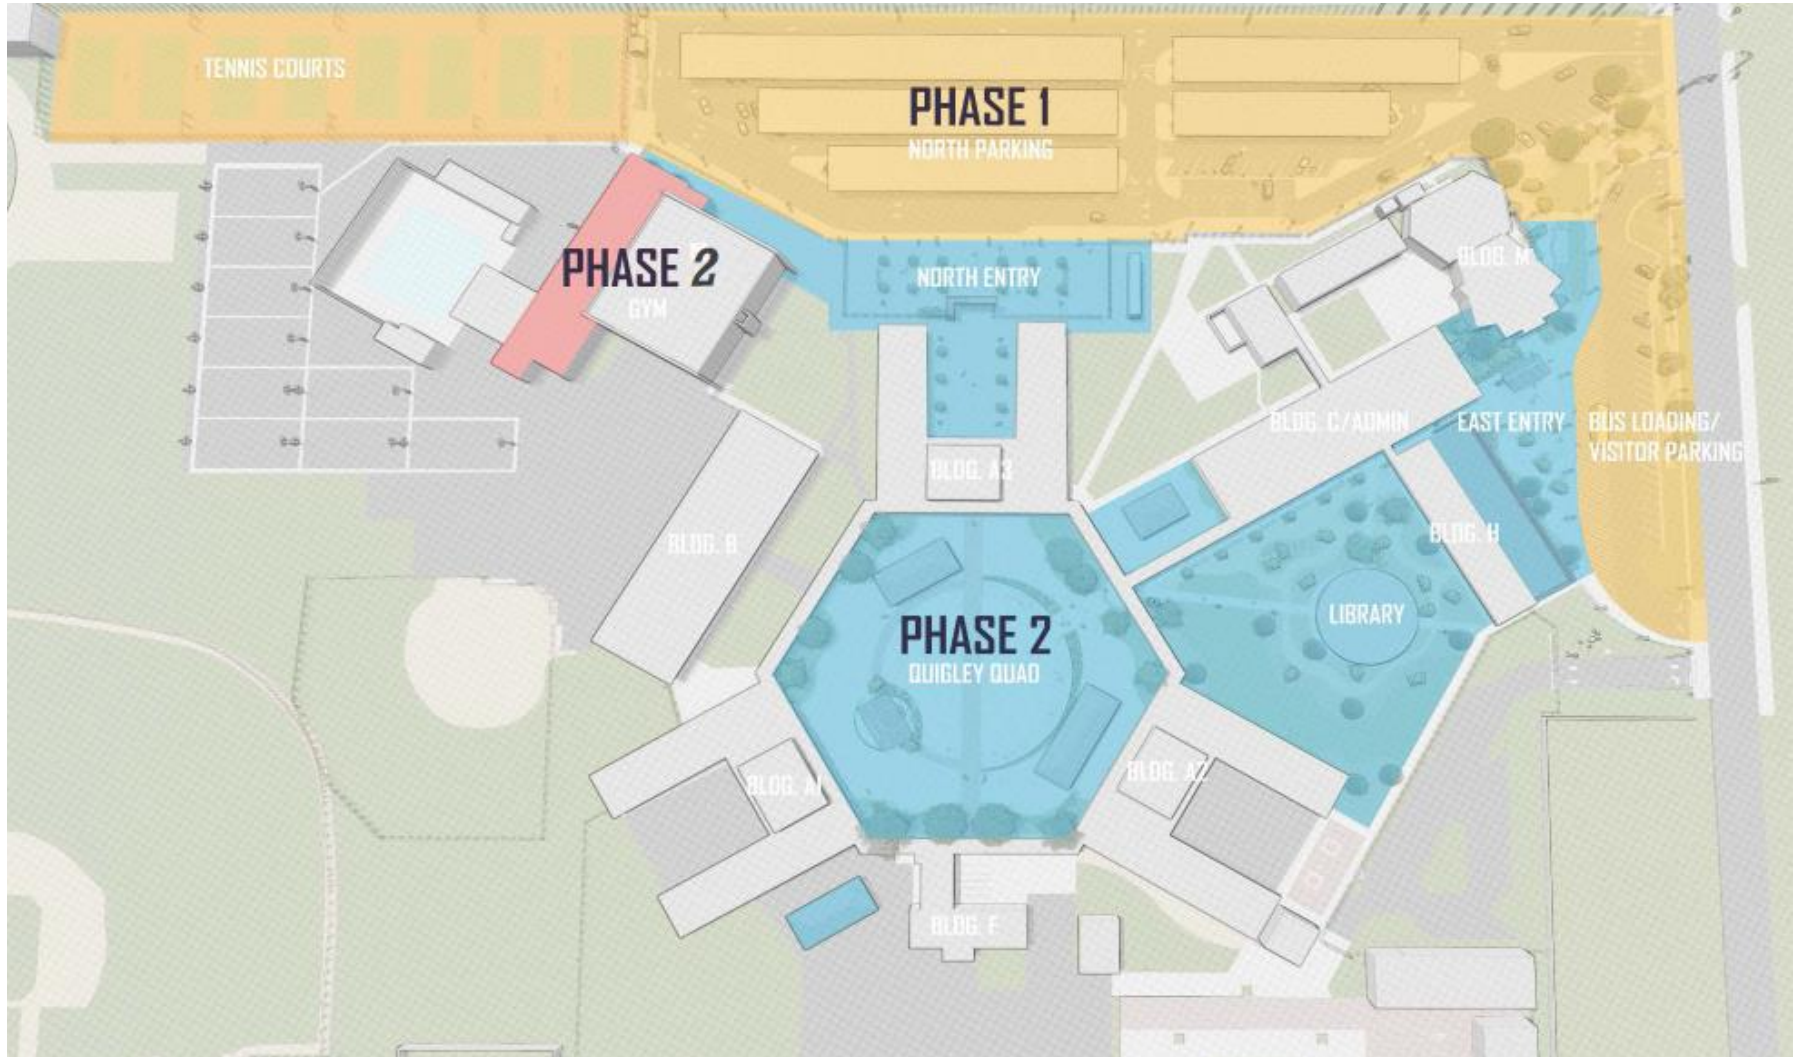 TENNIS COURTS
PHASE 1
NORTH PARKING
PHASE 2
GYM
NORTH ENTRY
BLDG. M
BLDG. C/ADMIN
EAST ENTRY
BUS LOADING/
VISITOR PARKING
BLDG. A3
BLDG. B
BLDG. H
LIBRARY
PHASE 2
QUIGLEY QUAD
BLDG. A1
BLDG. A2
BLDG. F